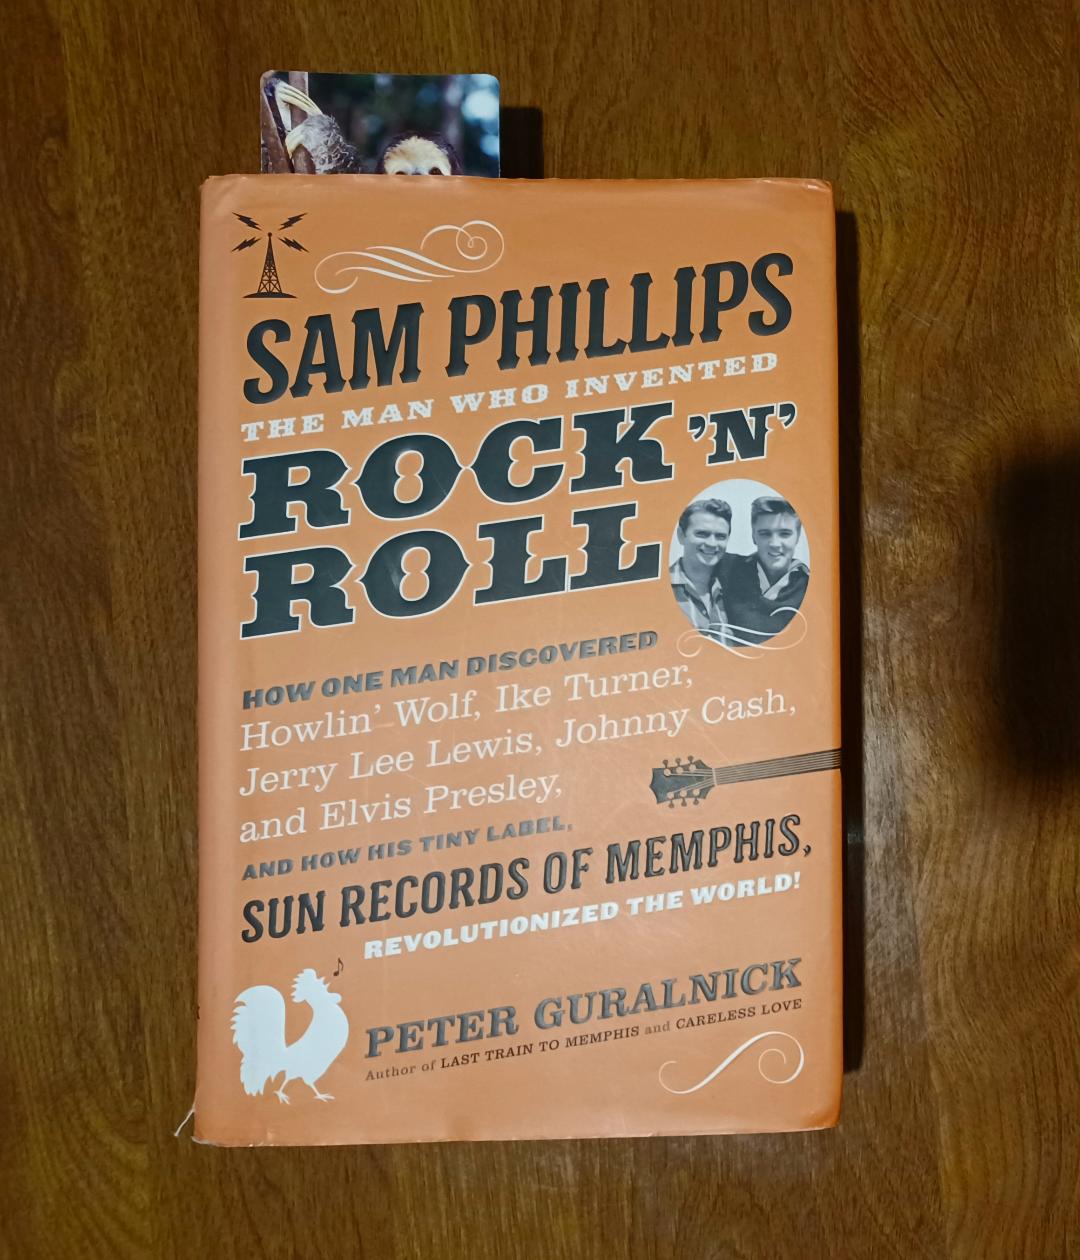 SAM PHILLIPS
THE MAN WHO INVENTED
ROCK 'N'
ROLL
HOW ONE MAN DISCOVERED
Howlin' Wolf, Ike Turner,
Jerry Lee Lewis, Johnny Cash,
and Elvis Presley,
AND HOW HIS TINY LABEL,
SUN RECORDS OF MEMPHIS,
REVOLUTIONIZED THE WORLD!
PETER GURALNICK
Author of LAST TRAIN TO MEMPHIS and CARELESS LOVE